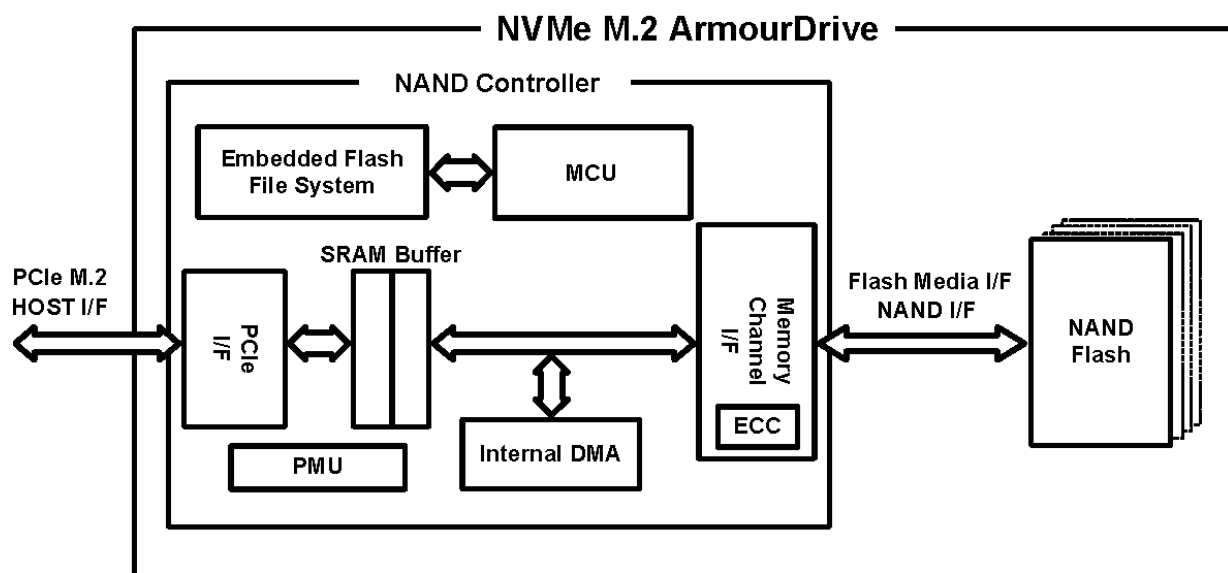 NVMe M.2 ArmourDrive
NAND Controller
Embedded Flash
File System
MCU
SRAM Buffer
PCIe M.2
HOST I/F
PCIe
I/F
Memory
Channel
I/F
ECC
Flash Media I/F
NAND I/F
NAND
Flash
Internal DMA
PMU